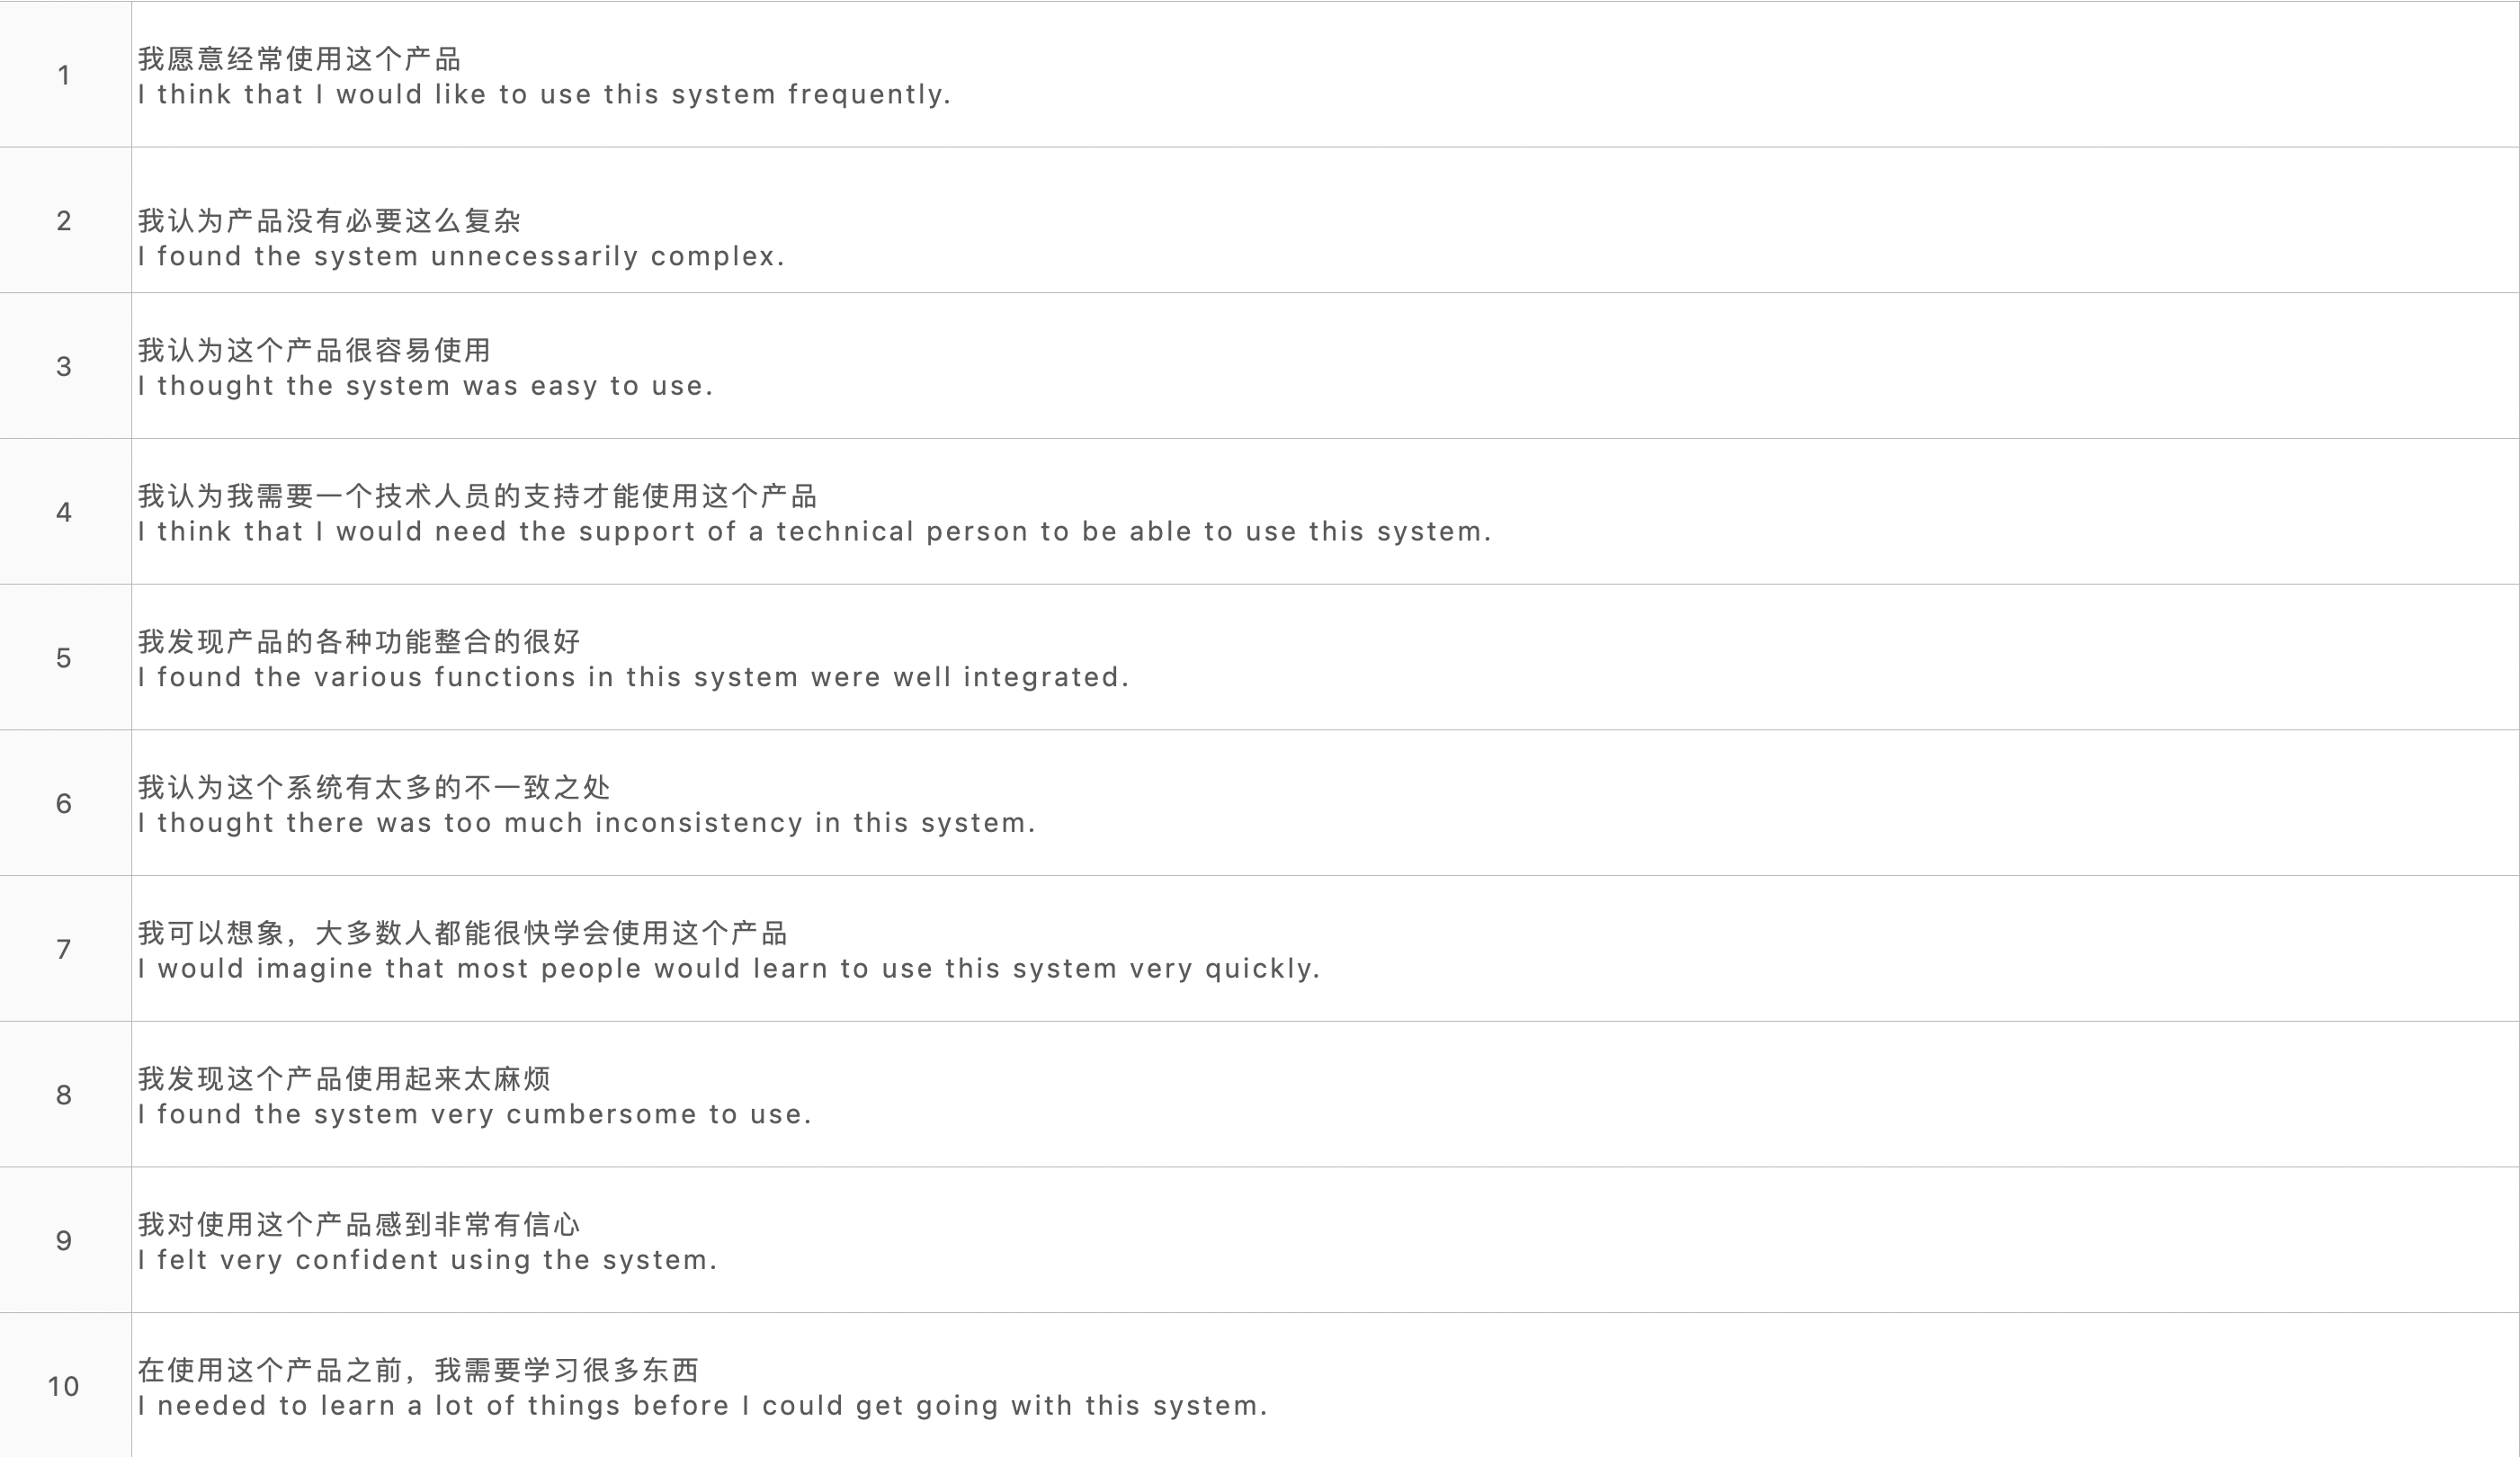 1
我愿意经常使用这个产品
I think that I would like to use this system frequently.
2
我认为产品没有必要这么复杂
I found the system unnecessarily complex.
3
我认为这个产品很容易使用
I thought the system was easy to use.
4
我认为我需要一个技术人员的支持才能使用这个产品
I think that I would need the support of a technical person to be able to use this system.
5
我发现产品的各种功能整合的很好
I found the various functions in this system were well integrated.
6
我认为这个系统有太多的不一致之处
I thought there was too much inconsistency in this system.
7
我可以想象，大多数人都能很快学会使用这个产品
I would imagine that most people would learn to use this system very quickly.
8
我发现这个产品使用起来太麻烦
I found the system very cumbersome to use.
9
我对使用这个产品感到非常有信心
I felt very confident using the system.
10
在使用这个产品之前，我需要学习很多东西
I needed to learn a lot of things before I could get going with this system.